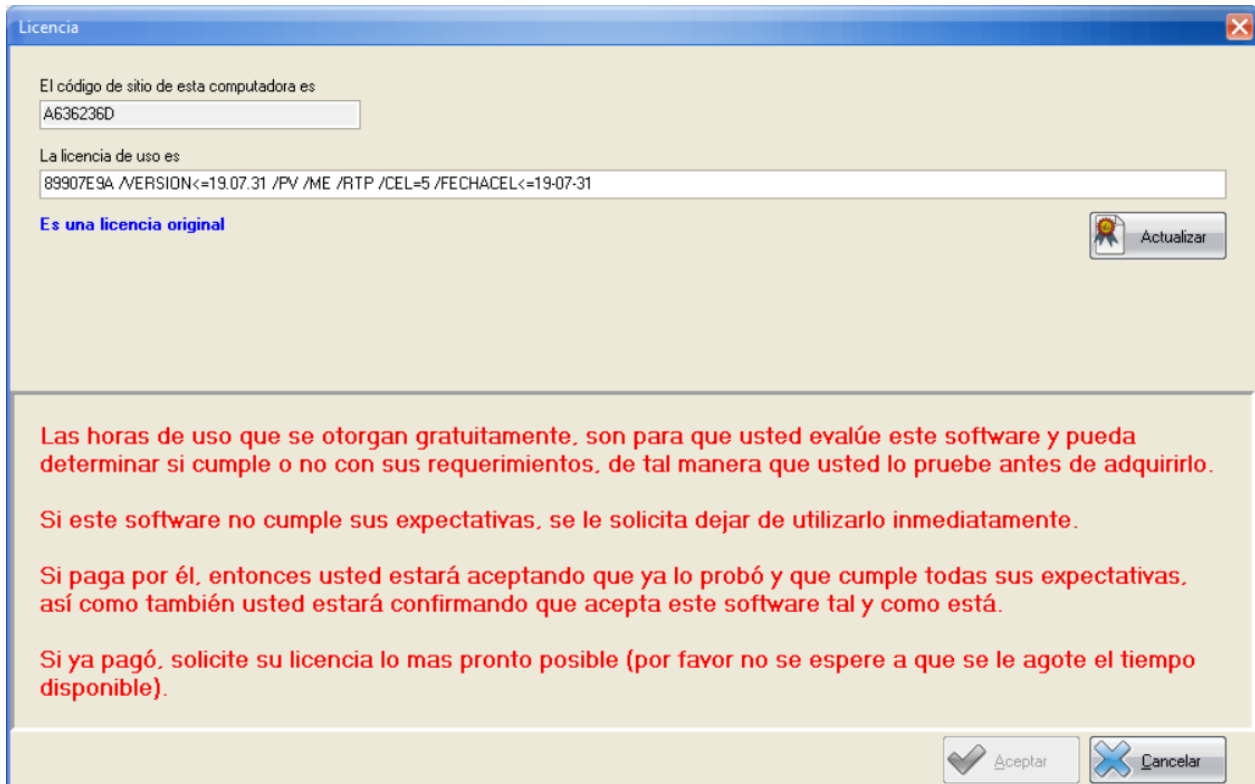 Licencia
El código de sitio de esta computadora es
A636236D
La licencia de uso es
89907E9A /VERSION<=19.07.31 /PV /ME /RTP /CEL=5 /FECHACEL<=19-07-31
Es una licencia original
Actualizar
Las horas de uso que se otorgan gratuitamente, son para que usted evalúe este software y pueda
determinar si cumple o no con sus requerimientos, de tal manera que usted lo pruebe antes de adquirirlo.
Si este software no cumple sus expectativas, se le solicita dejar de utilizarlo inmediatamente.
Si paga por él, entonces usted estará aceptando que ya lo probó y que cumple todas sus expectativas,
así como también usted estará confirmando que acepta este software tal y como está.
Si ya pagó, solicite su licencia lo mas pronto posible (por favor no se espere a que se le agote el tiempo
disponible).
Aceptar
Cancelar